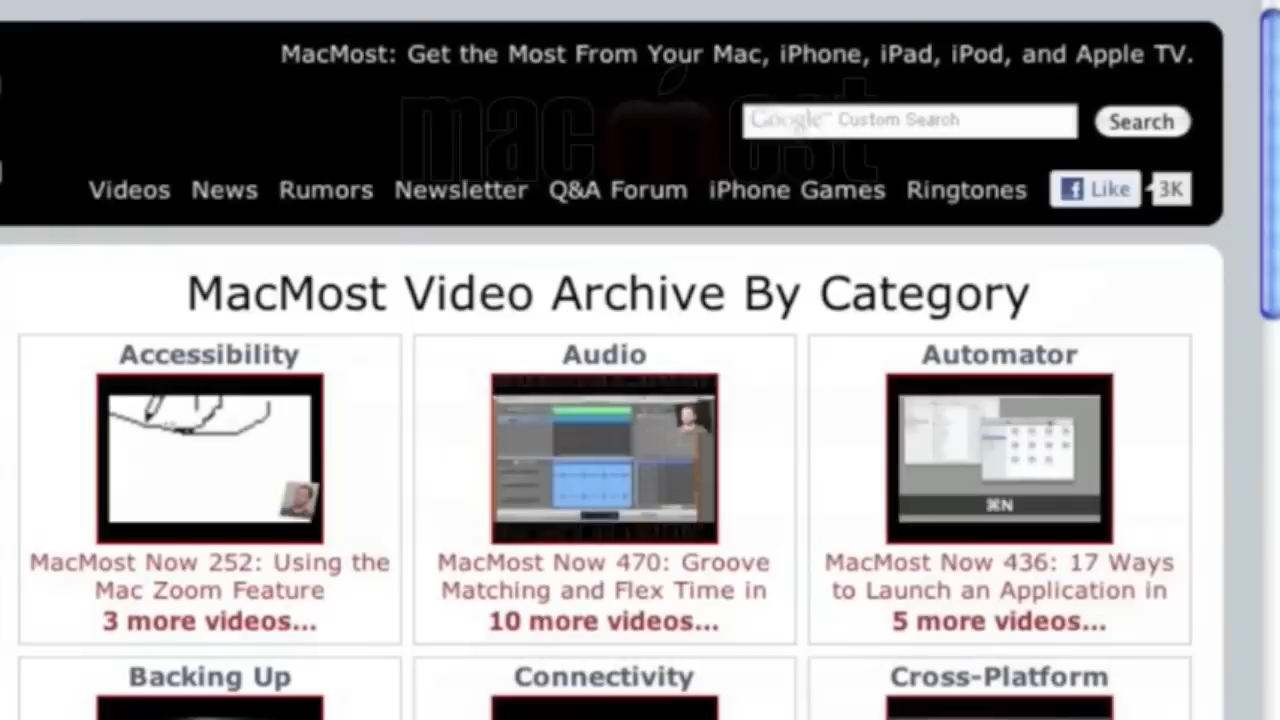 MacMost: Get the Most From Your Mac, iPhone, iPad, iPod, and Apple TV.
macmost
Google™ Custom Search
Search
Videos News Rumors Newsletter Q&A Forum iPhone Games Ringtones
Like 3K
MacMost Video Archive By Category
Accessibility Audio Automator
⌘N
MacMost Now 252: Using the
Mac Zoom Feature
3 more videos...
MacMost Now 470: Groove
Matching and Flex Time in
10 more videos...
MacMost Now 436: 17 Ways
to Launch an Application in
5 more videos...
Backing Up Connectivity Cross-Platform